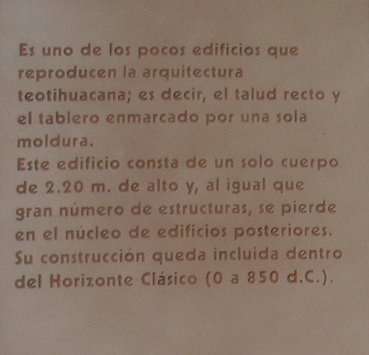 Es uno de los pocos edificios que
reproducen la arquitectura
teotihuacana; es decir, el talud recto y
el tablero enmarcado por una sola
moldura.
Este edificio consta de un solo cuerpo
de 2.20 m. de alto y, al igual que
gran número de estructuras, se pierde
en el núcleo de edificios posteriores.
Su construcción queda incluida dentro
del Horizonte Clásico (0 a 850 d.C.).